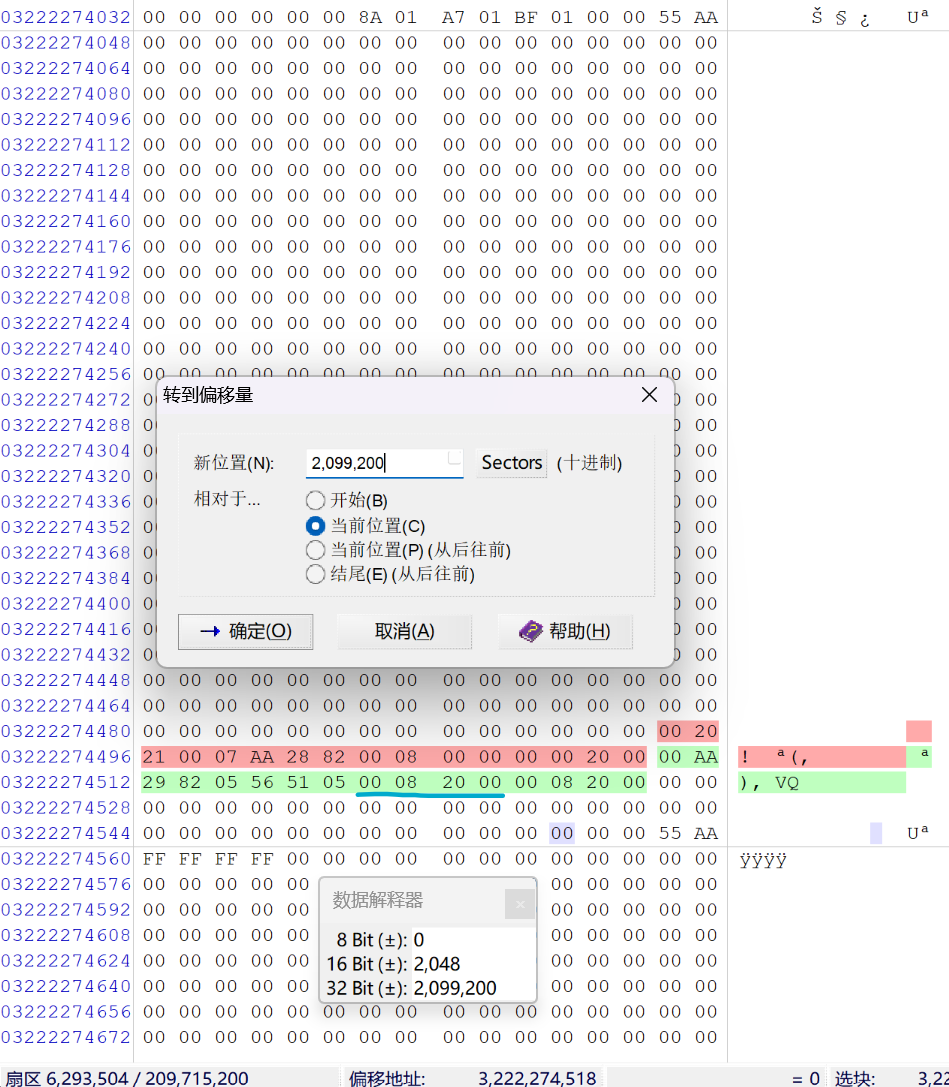 03222274032 00 00 00 00 00 00 8A 01 A7 01 BF 01 00 00 55 AA Š § ¿ Uª
03222274048 00 00 00 00 00 00 00 00 00 00 00 00 00 00 00 00
03222274064 00 00 00 00 00 00 00 00 00 00 00 00 00 00 00 00
03222274080 00 00 00 00 00 00 00 00 00 00 00 00 00 00 00 00
03222274096 00 00 00 00 00 00 00 00 00 00 00 00 00 00 00 00
03222274112 00 00 00 00 00 00 00 00 00 00 00 00 00 00 00 00
03222274128 00 00 00 00 00 00 00 00 00 00 00 00 00 00 00 00
03222274144 00 00 00 00 00 00 00 00 00 00 00 00 00 00 00 00
03222274160 00 00 00 00 00 00 00 00 00 00 00 00 00 00 00 00
03222274176 00 00 00 00 00 00 00 00 00 00 00 00 00 00 00 00
03222274192 00 00 00 00 00 00 00 00 00 00 00 00 00 00 00 00
03222274208 00 00 00 00 00 00 00 00 00 00 00 00 00 00 00 00
03222274224 00 00 00 00 00 00 00 00 00 00 00 00 00 00 00 00
03222274240 00 00 00 00 00 00 00 00 00 00 00 00 00 00 00 00
03222274256 00 00 00 00 00 00 00 00 00 00 00 00 00 00 00 00
03222274272 00
03222274288 00
03222274304 00
03222274320 00
03222274336 00
03222274352 00
03222274368 00
03222274384 00
03222274400 00
03222274416 00
03222274432 00
转到偏移量
新位置(N): 2,099,200 Sectors (十进制)
相对于...
开始(B)
当前位置(C)
当前位置(P) (从后往前)
结尾(E) (从后往前)
确定(O) 取消(A) 帮助(H)
03222274448 00 00 00 00 00 00 00 00 00 00 00 00 00 00 00 00
03222274464 00 00 00 00 00 00 00 00 00 00 00 00 00 00 00 00
03222274480 00 00 00 00 00 00 00 00 00 00 00 00 00 00 00 20
03222274496 21 00 07 AA 28 82 00 08 00 00 00 00 20 00 00 AA ! ª(‚ ª
03222274512 29 82 05 56 51 05 00 08 20 00 00 08 20 00 00 00 )‚ VQ
03222274528 00 00 00 00 00 00 00 00 00 00 00 00 00 00 00 00
03222274544 00 00 00 00 00 00 00 00 00 00 00 00 00 00 55 AA Uª
03222274560 FF FF FF FF 00 00 00 00 00 00 00 00 00 00 00 00 ÿÿÿÿ
03222274576 00 00 00 00 00 00 00 00 00 00
03222274592 00 00 00 00 00 00 00 00 00 00
03222274608 00 00 00 00 00 00 00 00 00 00
03222274624 00 00 00 00 00 00 00 00 00 00
03222274640 00 00 00 00 00 00 00 00 00 00
数据解释器
8 Bit (±): 0
16 Bit (±): 2,048
32 Bit (±): 2,099,200
03222274656 00 00 00 00 00 00 00 00 00 00 00 00 00 00 00 00
03222274672 00 00 00 00 00 00 00 00 00 00 00 00 00 00 00 00
扇区 6,293,504 / 209,715,200 偏移地址: 3,222,274,518 = 0 选块: 3,22